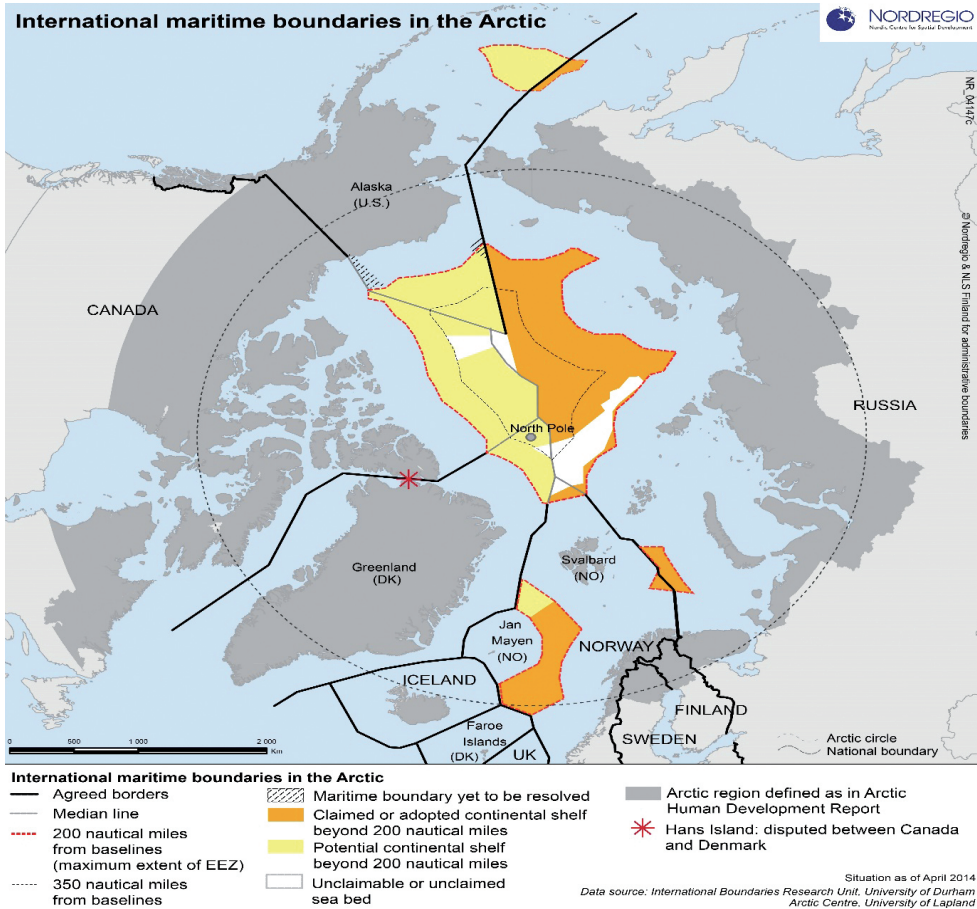 International maritime boundaries in the Arctic
NORDREGIO
Nordic Centre for Spatial Development
NR_04147c
© Nordregio & NLS Finland for administrative boundaries
Alaska
(U.S.)
CANADA
RUSSIA
North Pole
Greenland
(DK)
Svalbard
(NO)
Jan
Mayen
(NO)
NORWAY
ICELAND
FINLAND
Faroe
Islands
(DK)
SWEDEN
UK
0 500 1 000 2 000
Km
Arctic circle
National boundary
International maritime boundaries in the Arctic
Agreed borders
Median line
200 nautical miles
from baselines
(maximum extent of EEZ)
350 nautical miles
from baselines
Maritime boundary yet to be resolved
Claimed or adopted continental shelf
beyond 200 nautical miles
Potential continental shelf
beyond 200 nautical miles
Unclaimable or unclaimed
sea bed
Arctic region defined as in Arctic
Human Development Report
Hans Island: disputed between Canada
and Denmark
Situation as of April 2014
Data source: International Boundaries Research Unit, University of Durham
Arctic Centre, University of Lapland